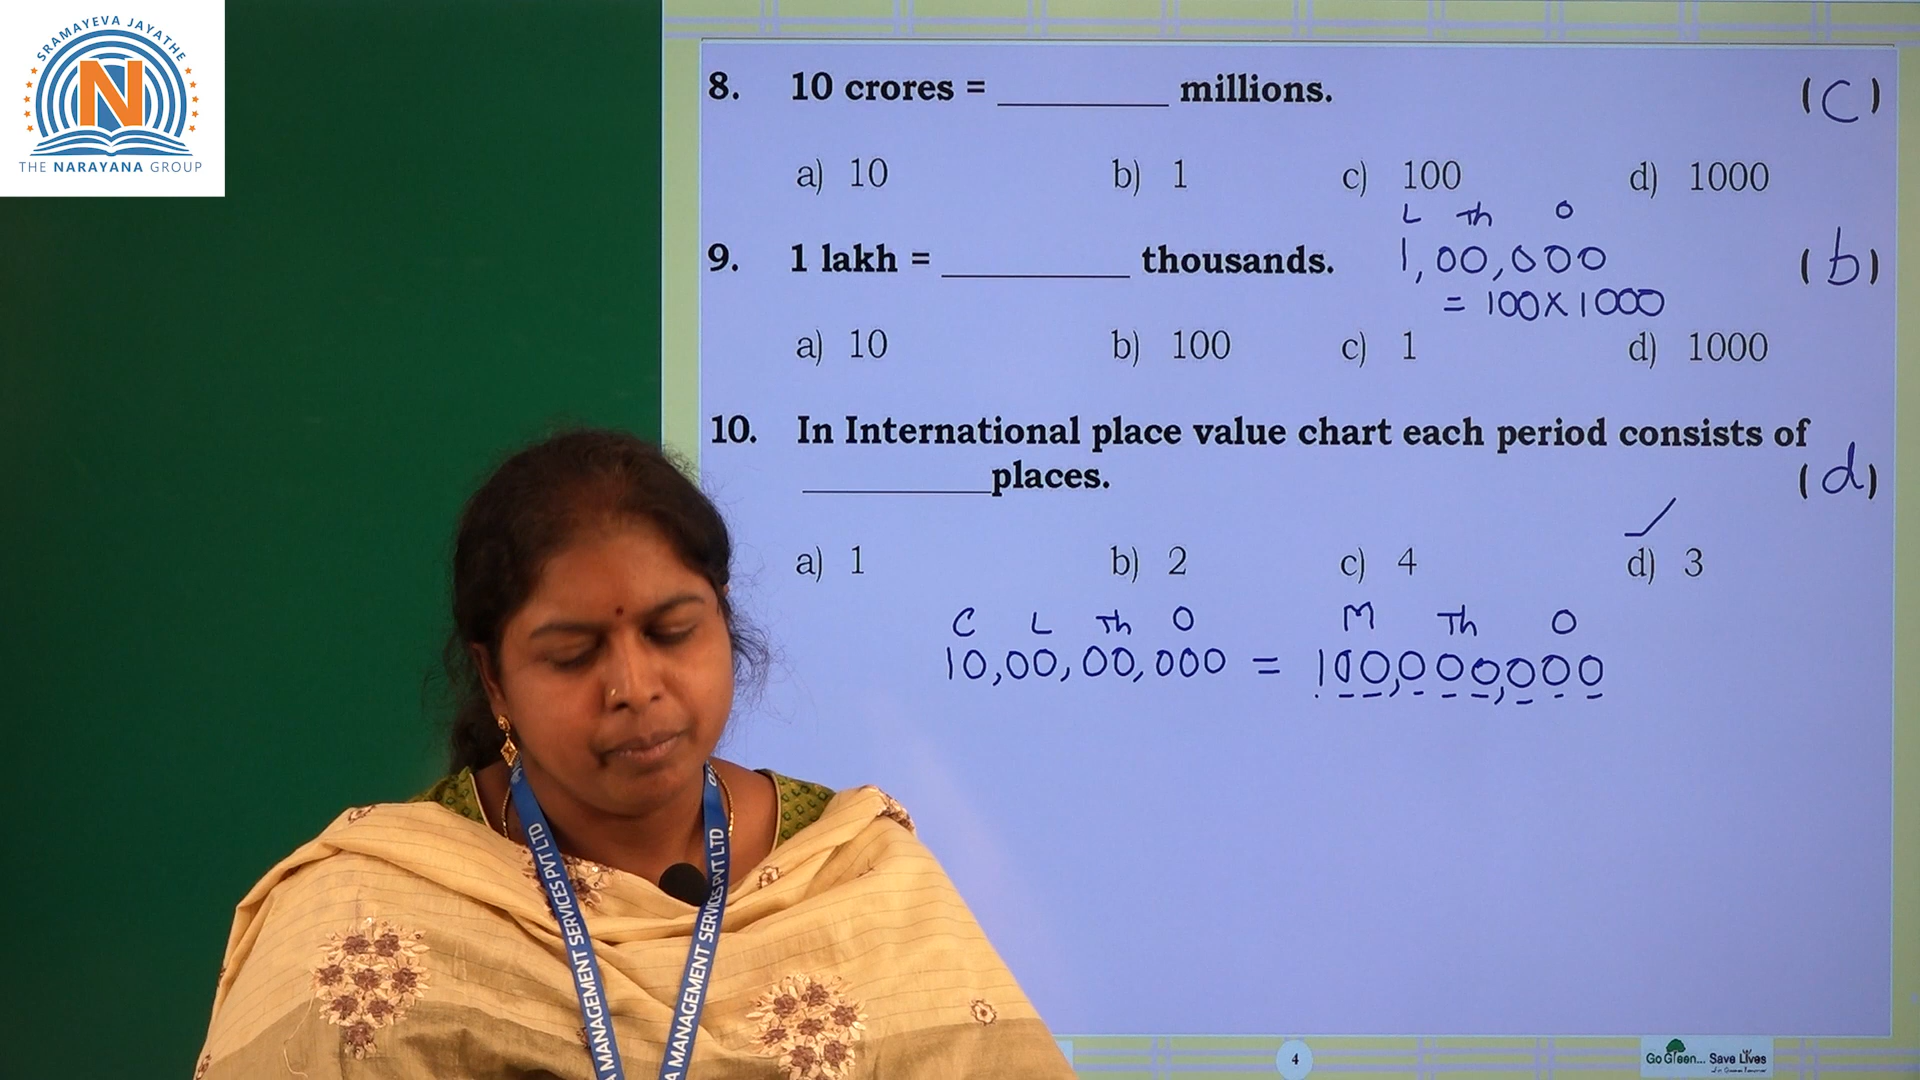 SRAMAYEVA JAYATHE
N
THE NARAYANA GROUP
8. 10 crores = ________ millions. (C)
a) 10 b) 1 c) 100 d) 1000
L Th O
9. 1 lakh = ________ thousands. 1,00,000 (b)
= 100 X 1000
a) 10 b) 100 c) 1 d) 1000
10. In International place value chart each period consists of
________places. (d)
a) 1 b) 2 c) 4 d) 3
C L Th O M Th O
10,00,00,000 = 100,000,000
A MANAGEMENT SERVICES PVT LTD
A MANAGEMENT SERVICES PVT LTD
4
Go Green... Save Lives